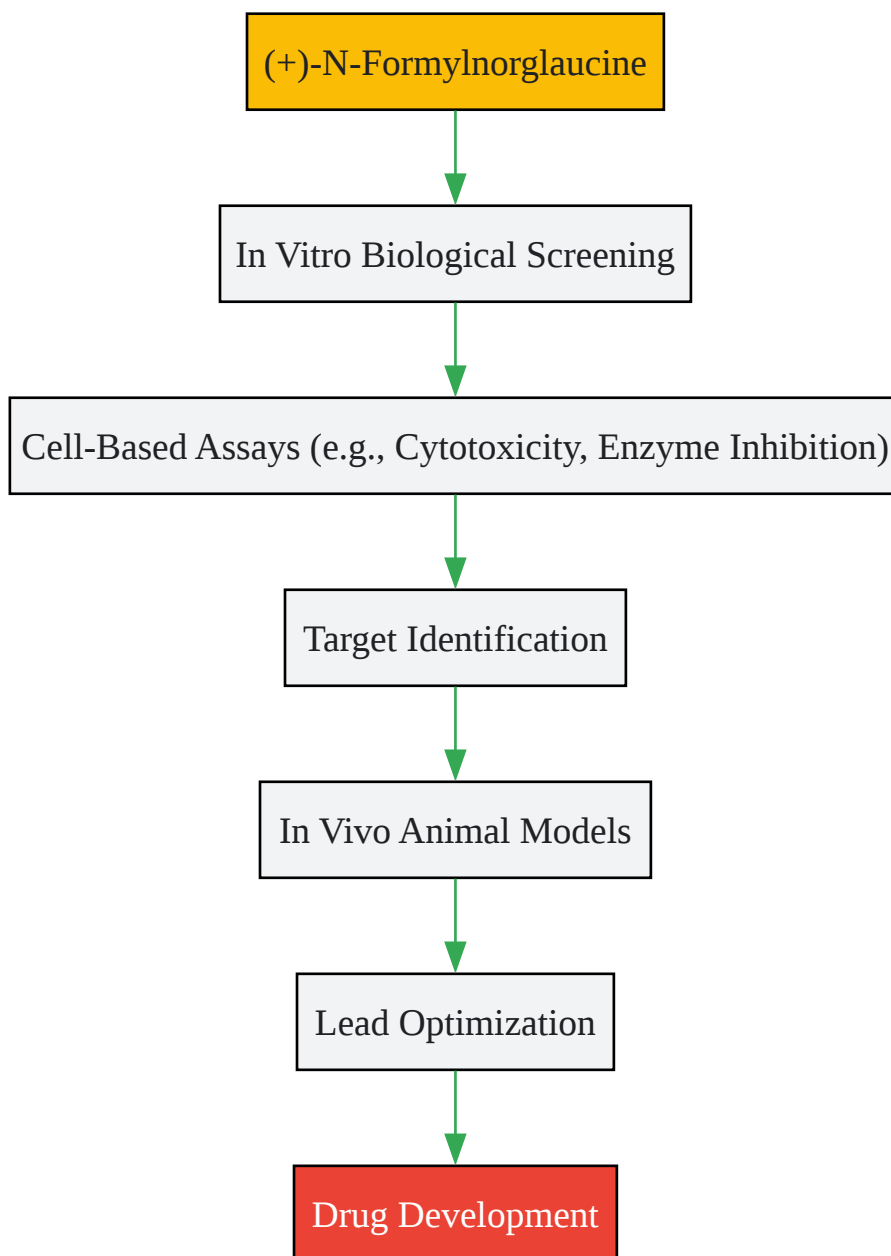 (+)-N-Formylnorglaucine
In Vitro Biological Screening
Cell-Based Assays (e.g., Cytotoxicity, Enzyme Inhibition)
Target Identification
In Vivo Animal Models
Lead Optimization
Drug Development